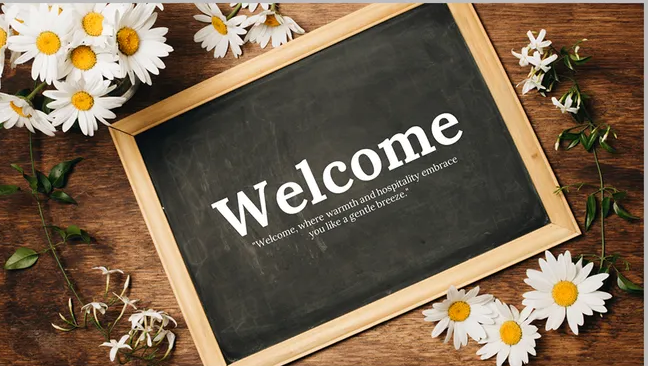 Welcome
"Welcome, where warmth and hospitality embrace
you like a gentle breeze."